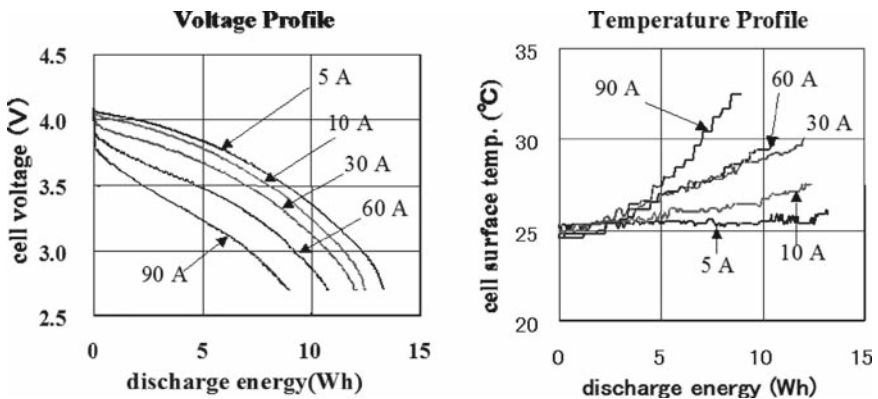 Voltage Profile
4.5
4.0
3.5
3.0
2.5
cell voltage (V)
5 A
10 A
30 A
60 A
90 A
0
5
10
15
discharge energy(Wh)
Temperature Profile
35
30
25
20
cell surface temp. (℃)
90 A
60 A
30 A
5 A
10 A
0
5
10
15
discharge energy (Wh)